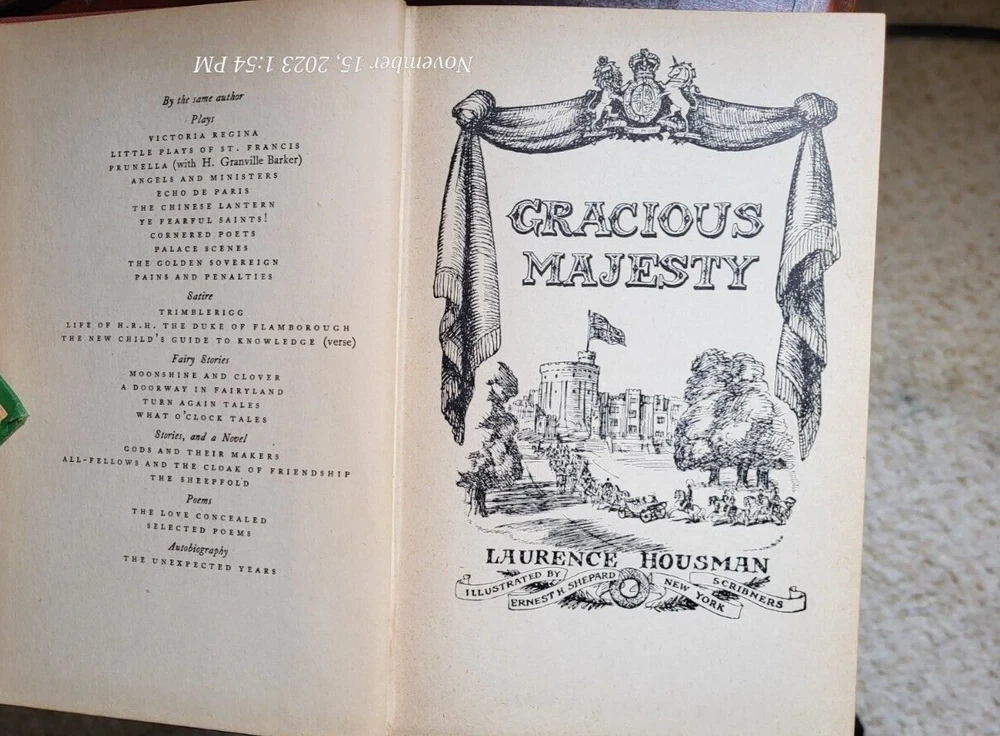 November 15, 2023 1:54 PM
By the same author
Plays
VICTORIA REGINA
LITTLE PLAYS OF ST. FRANCIS
PRUNELLA (with H. Granville Barker)
ANGELS AND MINISTERS
ECHO DE PARIS
THE CHINESE LANTERN
YE FEARFUL SAINTS!
CORNERED POETS
PALACE SCENES
THE GOLDEN SOVEREIGN
PAINS AND PENALTIES
Satire
TRIMBLERIGG
LIFE OF H.R.H. THE DUKE OF FLAMBOROUGH
THE NEW CHILD'S GUIDE TO KNOWLEDGE (verse)
Fairy Stories
MOONSHINE AND CLOVER
A DOORWAY IN FAIRYLAND
TURN AGAIN TALES
WHAT O'CLOCK TALES
Stories, and a Novel
GODS AND THEIR MAKERS
ALL-FELLOWS AND THE CLOAK OF FRIENDSHIP
THE SHEEPFOLD
Poems
THE LOVE CONCEALED
SELECTED POEMS
Autobiography
THE UNEXPECTED YEARS
GRACIOUS
MAJESTY
LAURENCE HOUSMAN
ILLUSTRATED BY
ERNEST H SHEPARD
NEW YORK
SCRIBNERS